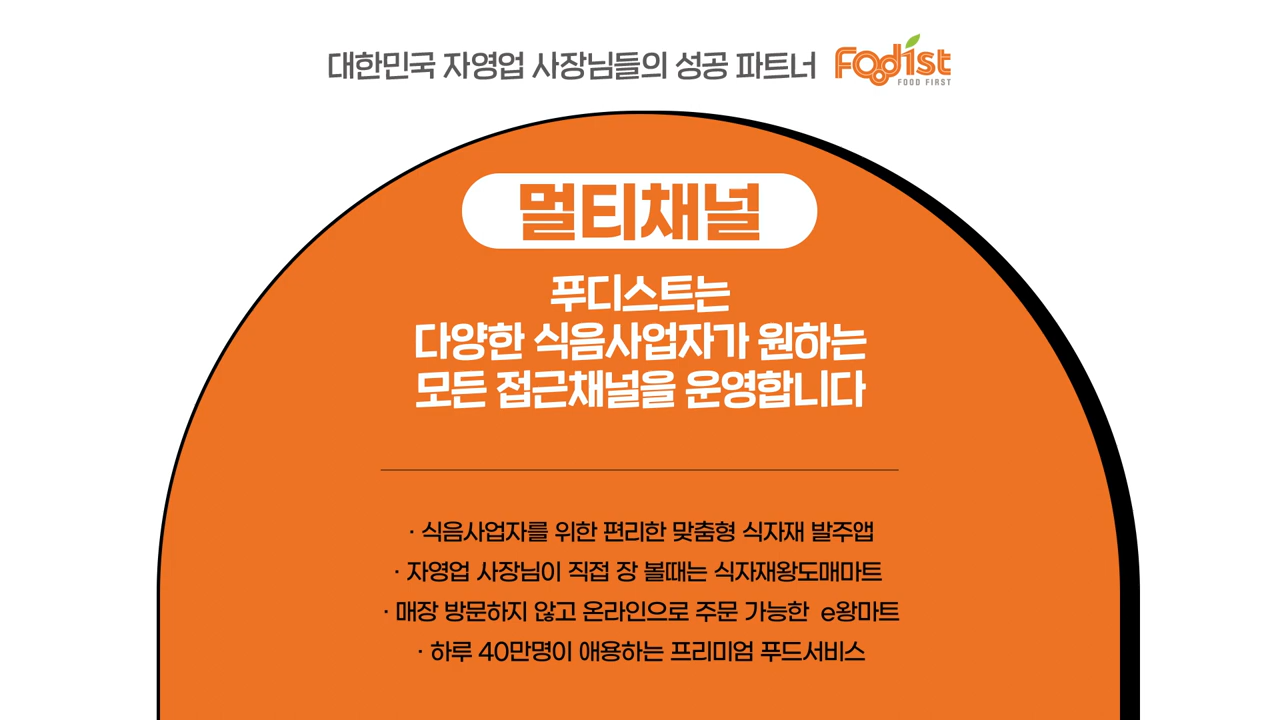 대한민국 자영업 사장님들의 성공 파트너 Foodist
FOOD FIRST
멀티채널
푸디스트는
다양한 식음사업자가 원하는
모든 접근채널을 운영합니다
· 식음사업자를 위한 편리한 맞춤형 식자재 발주앱
· 자영업 사장님이 직접 장 볼때는 식자재왕도매마트
· 매장 방문하지 않고 온라인으로 주문 가능한 e왕마트
· 하루 40만명이 애용하는 프리미엄 푸드서비스